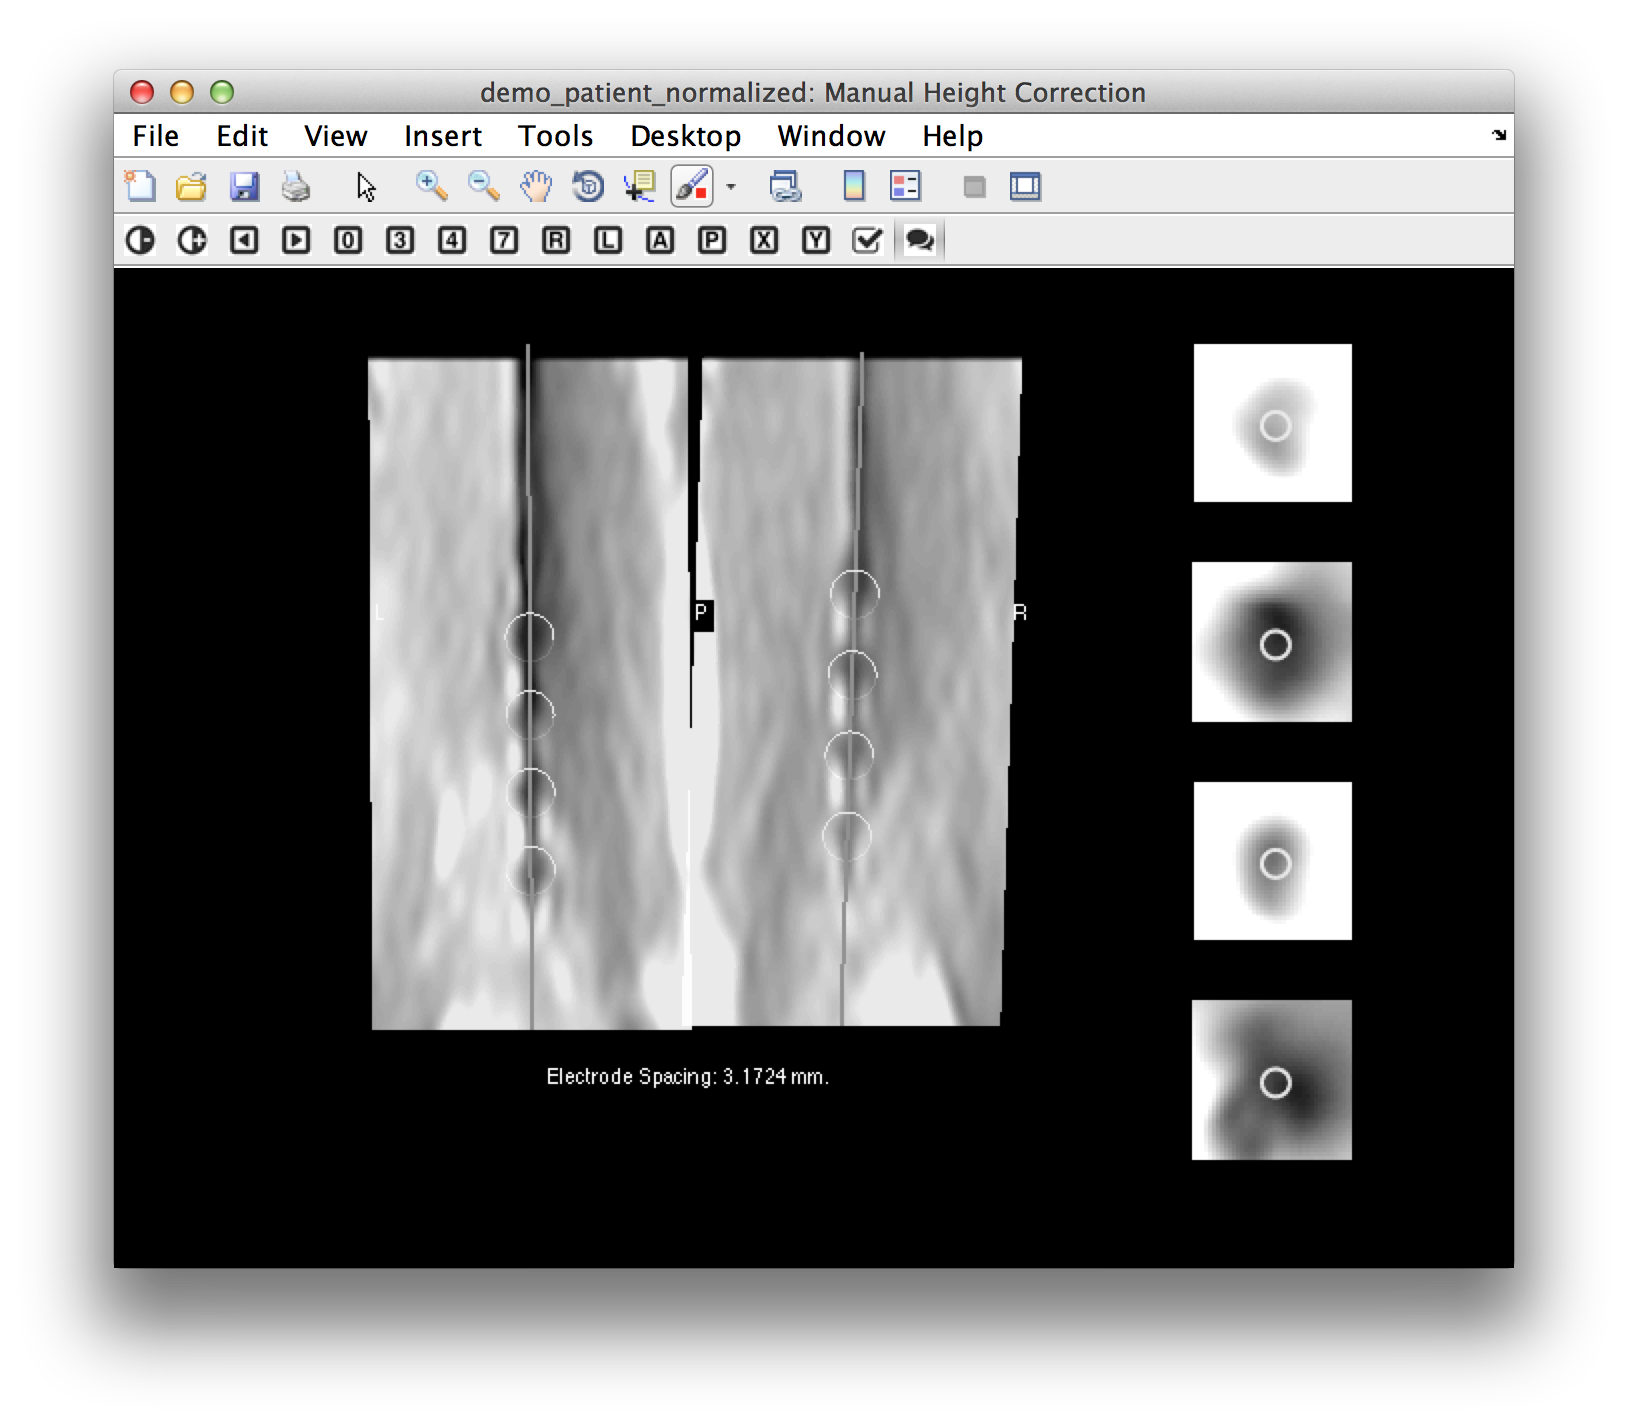 demo_patient_normalized: Manual Height Correction
File Edit View Insert Tools Desktop Window Help
0 3 4 7 R L A P X Y
L P R
Electrode Spacing: 3.1724 mm.